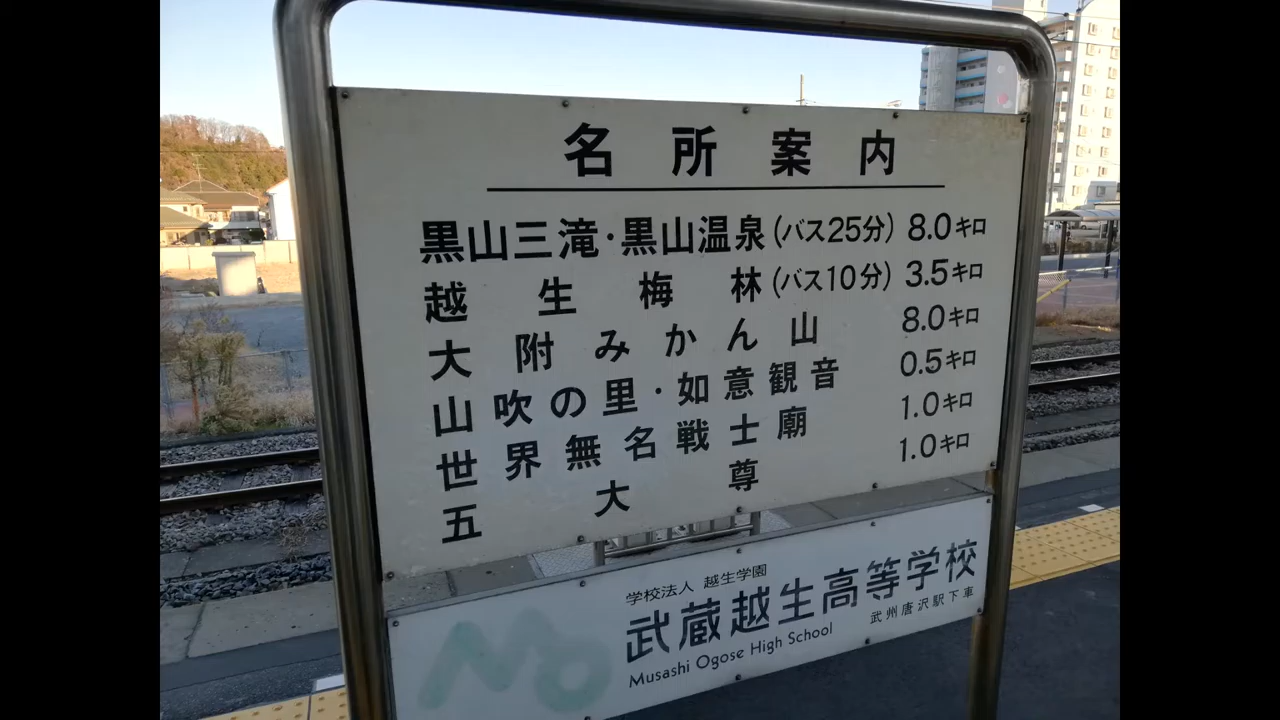 名所案内
黒山三滝・黒山温泉(バス25分) 8.0キロ
越生梅林(バス10分) 3.5キロ
大附みかん山 8.0キロ
山吹の里・如意観音 0.5キロ
世界無名戦士廟 1.0キロ
五大尊 1.0キロ
学校法人 越生学園
武蔵越生高等学校
Musashi Ogose High School 武州唐沢駅下車